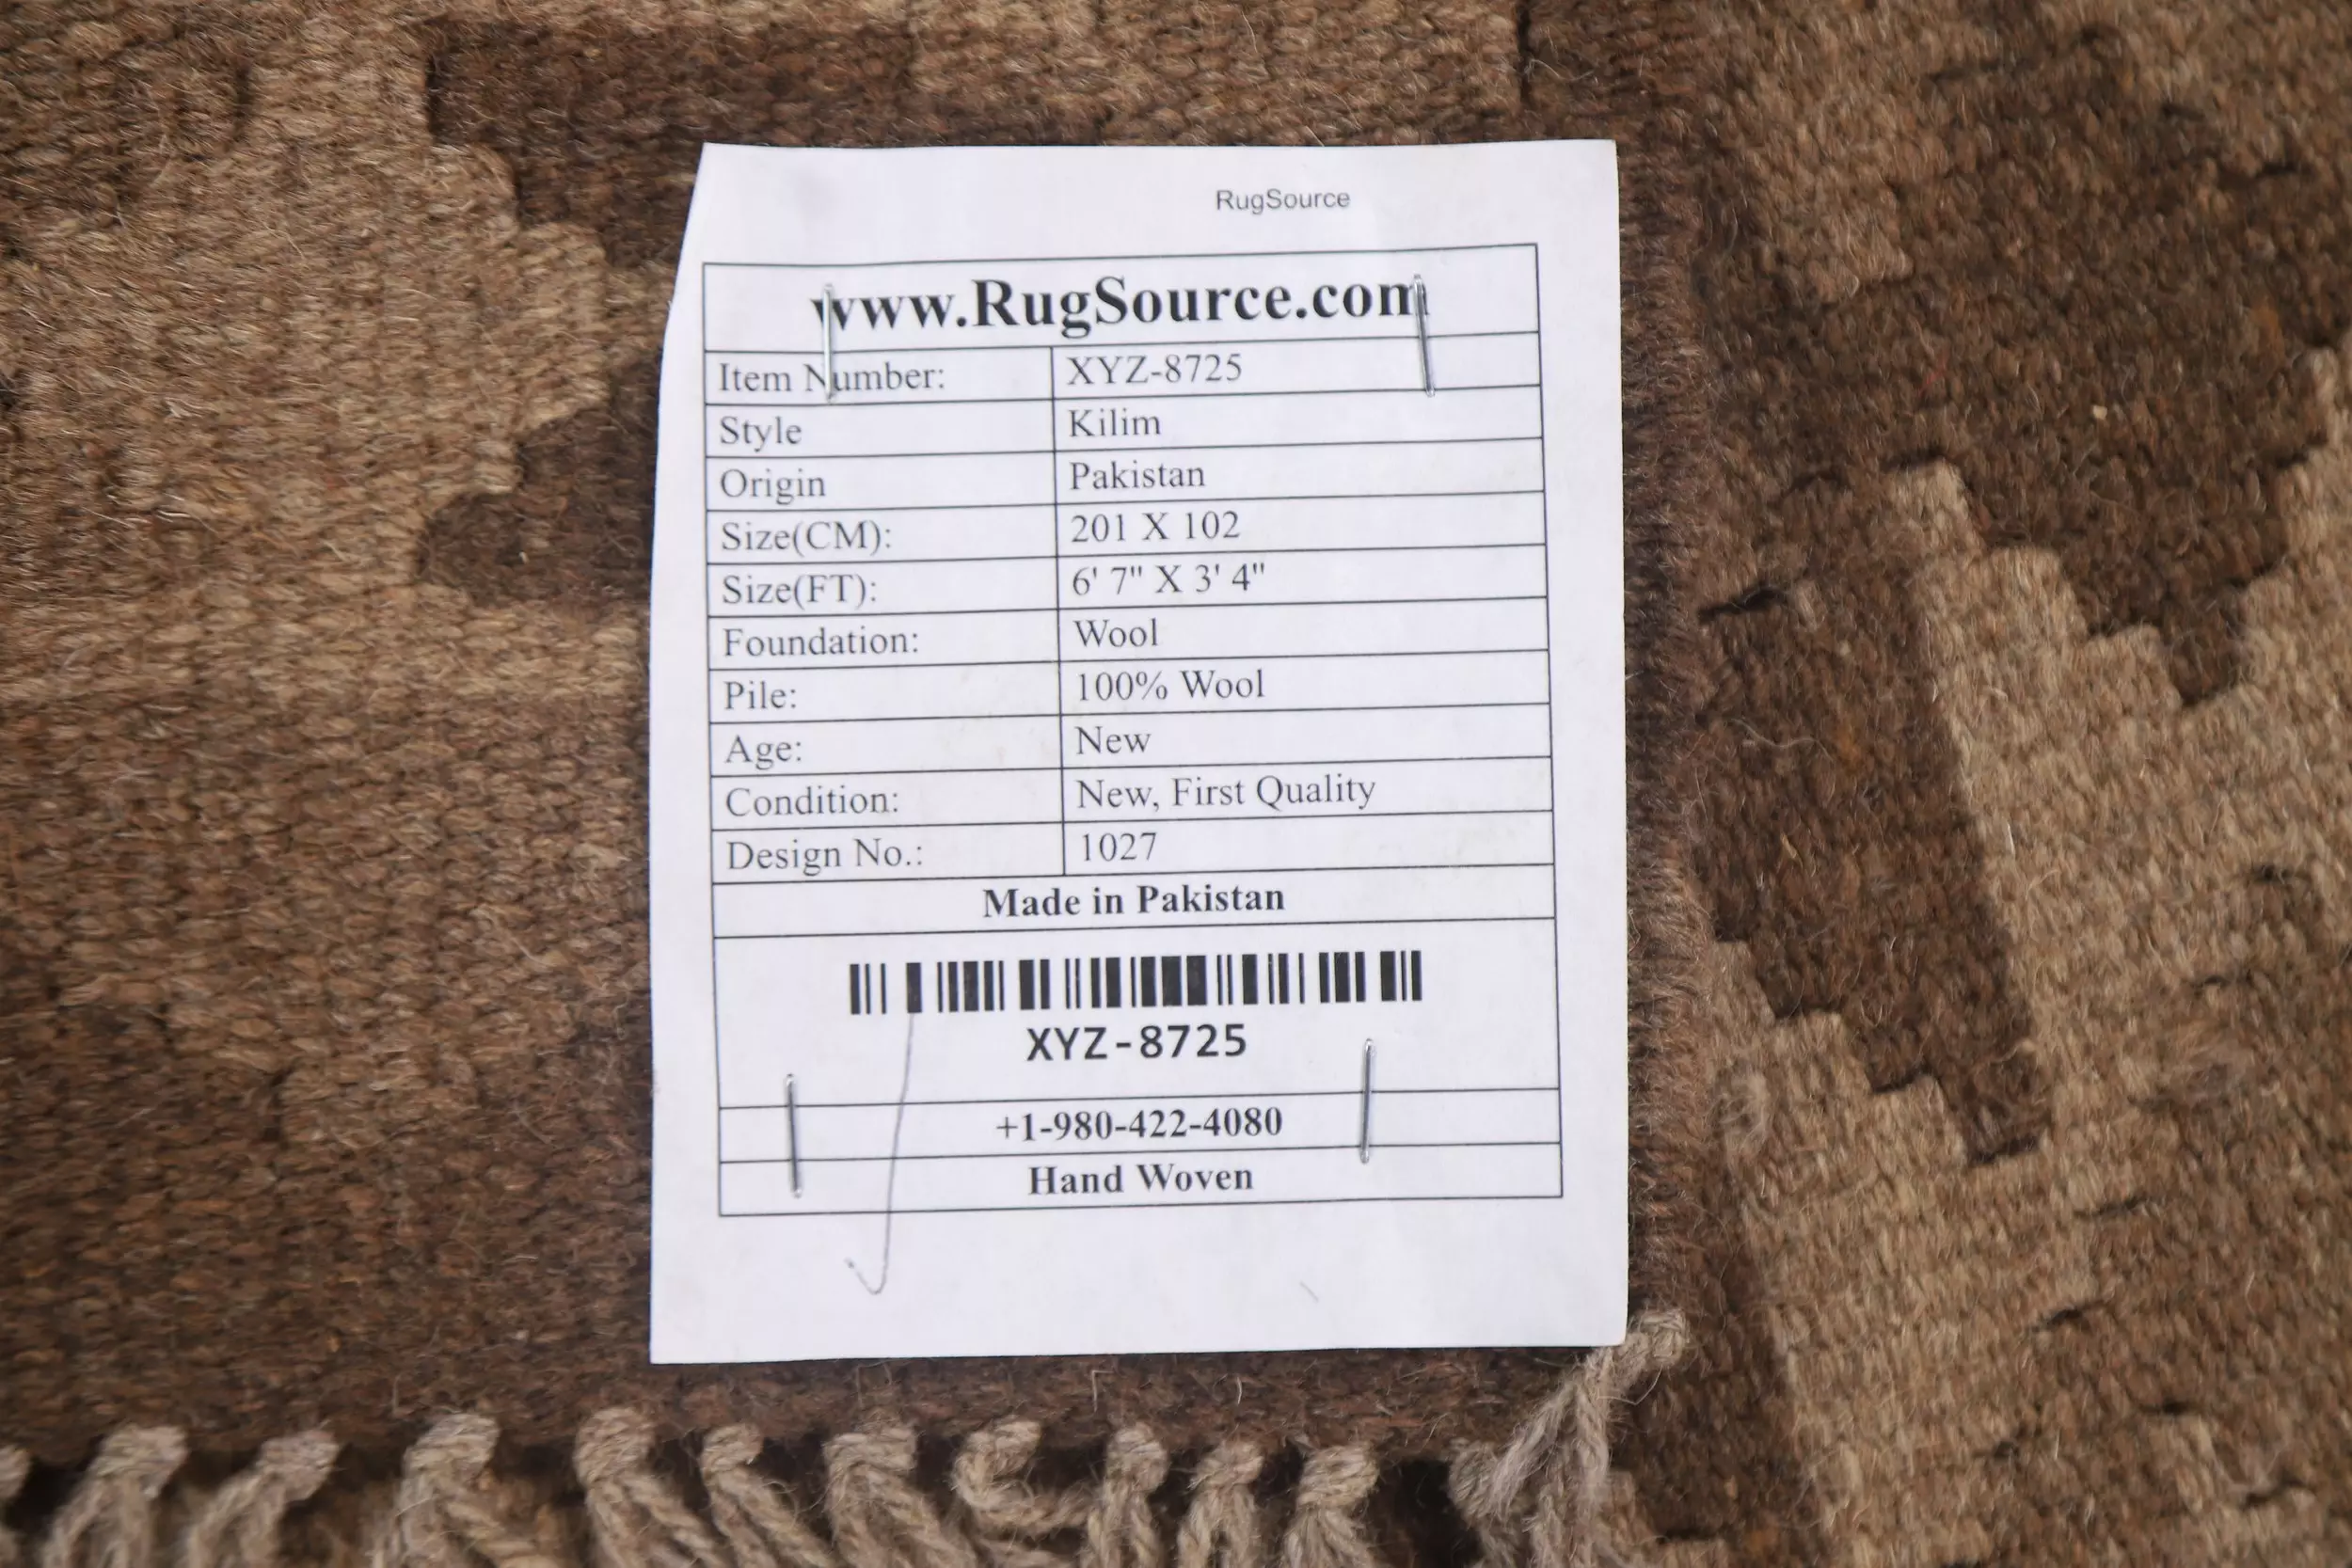 RugSource
www.RugSource.com
Item Number: XYZ-8725
Style Kilim
Origin Pakistan
Size(CM): 201 X 102
Size(FT): 6' 7" X 3' 4"
Foundation: Wool
Pile: 100% Wool
Age: New
Condition: New, First Quality
Design No.: 1027
Made in Pakistan
XYZ-8725
+1-980-422-4080
Hand Woven